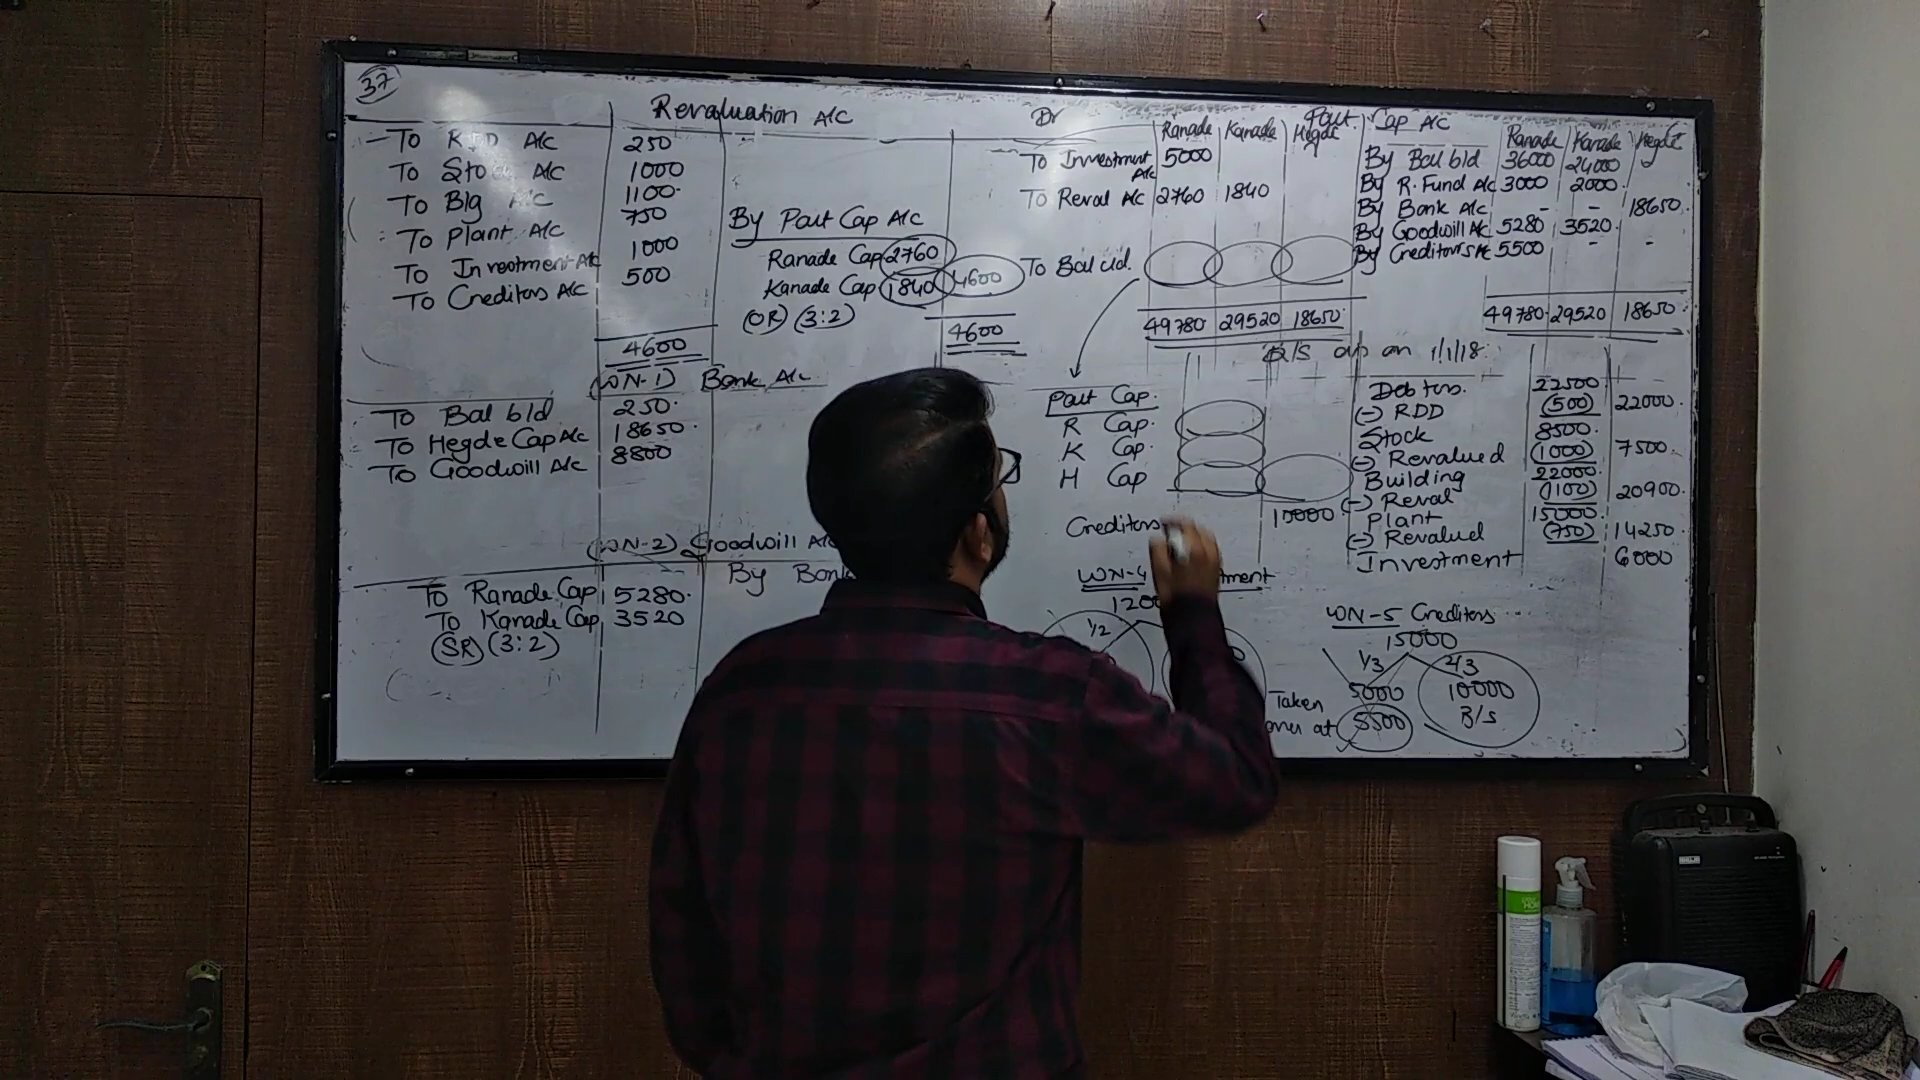 37
Revaluation A/c
To RDD A/c 250
To Stock A/c 1000
To Blg A/c 1100
To Plant A/c 750
To Investment A/c 1000
To Creditors A/c 500
By Part Cap A/c
Ranade Cap 2760
Kanade Cap 1840 4600
(OR) (3:2)
4600 4600
(WN-1) Bank A/c
To Bal b/d 250
To Hegde Cap A/c 18650
To Goodwill A/c 8800
(WN-2) Goodwill A/c
To Ranade Cap 5280
To Kanade Cap 3520
(SR) (3:2)
By Bank
Dr Part. Cap A/c
Ranade Kanade Hegde
To Investment A/c 5000
To Reval A/c 2760 1840
To Bal c/d.
49780 29520 18650
Ranade Kanade Hegde
By Bal b/d 36000 24000
By R. Fund A/c 3000 2000
By Bank A/c - - 18650
By Goodwill A/c 5280 3520
By Creditors A/c 5500 - -
49780 29520 18650
B/S as on 1/1/18
Part Cap.
R Cap.
K Cap.
H Cap
Creditors
10000
Debtors. 22500
(-) RDD (500) 22000
Stock 8500
(-) Revalued (1000) 7500
Building 22000
(-) Reval (1100) 20900
Plant 15000
(-) Revalued (750) 14250
Investment 6000
WN-4
1/2
WN-5 Creditors
15000
1/3 2/3
5000 10000
B/S
Taken over at 5500